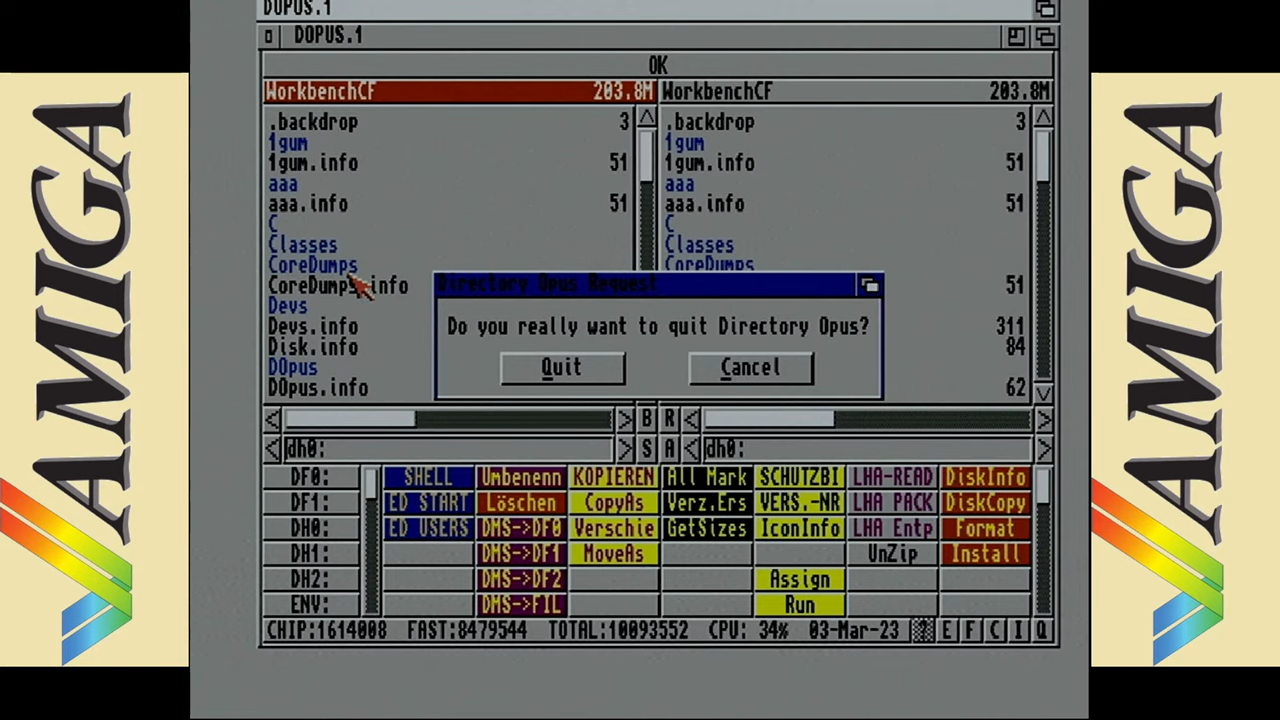 DOPUS.1
DOPUS.1
OK
WorkbenchCF 203.8M WorkbenchCF 203.8M
.backdrop 3 .backdrop 3
1gum 1gum
1gum.info 51 1gum.info 51
aaa aaa
aaa.info 51 aaa.info 51
C C
Classes Classes
CoreDumps CoreDumps
CoreDumps.info 51
Directory Opus Request
Devs
Devs.info 311
Do you really want to quit Directory Opus?
Disk.info 84
DOpus
Quit Cancel
DOpus.info 62
B R
dh0: S A dh0:
DF0: SHELL Umbenenn KOPIEREN All Mark SCHUTZBI LHA-READ DiskInfo
DF1: ED START Löschen CopyAs Verz.Ers VERS.-NR LHA PACK DiskCopy
DH0: ED USERS DMS->DF0 Verschie GetSizes IconInfo LHA Entp Format
DH1: DMS->DF1 MoveAs UnZip Install
DH2: DMS->DF2 Assign
ENV: DMS->FIL Run
CHIP:1614008 FAST:8479544 TOTAL:10093552 CPU: 34% 03-Mar-23 E F C I Q
AMIGA
AMIGA